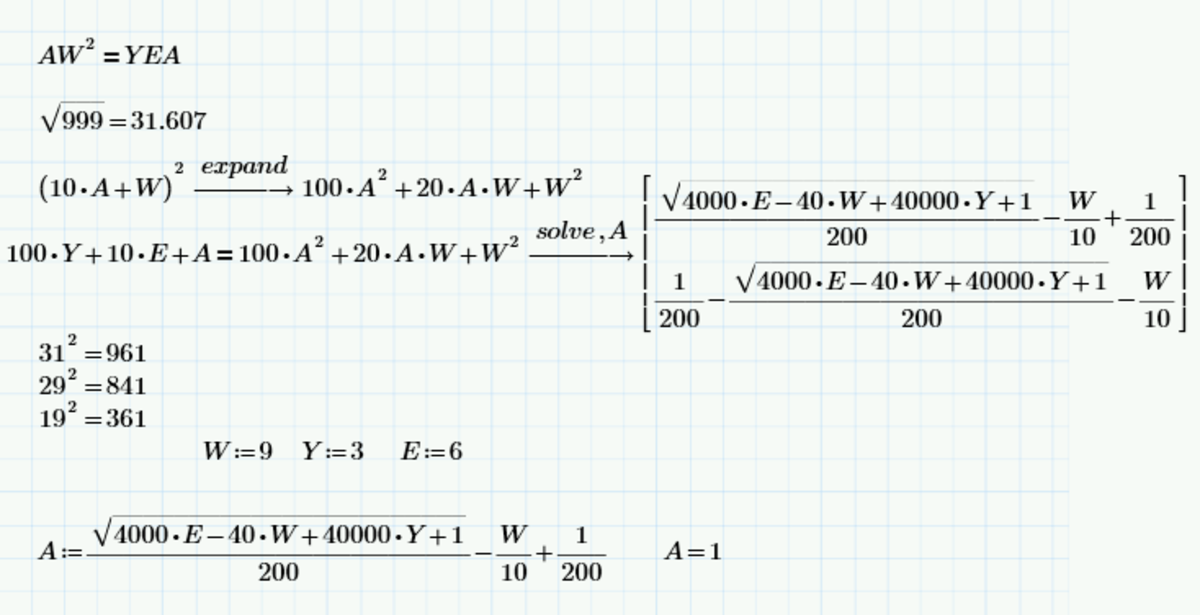 AW² = YEA
√999 = 31.607
(10·A+W)² expand → 100·A² + 20·A·W + W²
100·Y + 10·E + A = 100·A² + 20·A·W + W² solve, A → [ √(4000·E − 40·W + 40000·Y + 1)/200 − W/10 + 1/200 ]
[ 1/200 − √(4000·E − 40·W + 40000·Y + 1)/200 − W/10 ]
31² = 961
29² = 841
19² = 361
W := 9 Y := 3 E := 6
A := √(4000·E − 40·W + 40000·Y + 1)/200 − W/10 + 1/200 A = 1